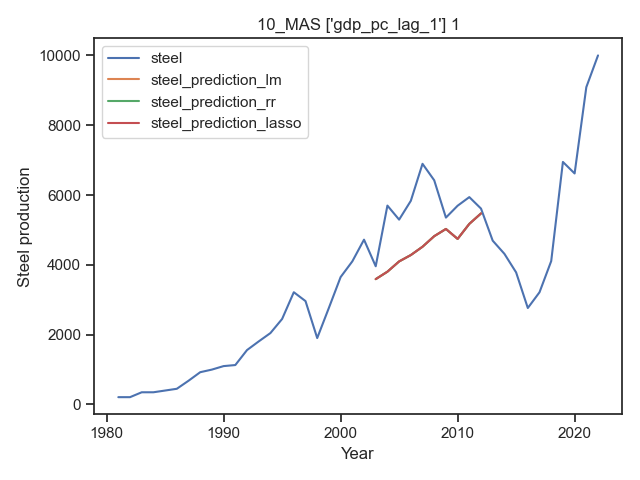 10_MAS ['gdp_pc_lag_1'] 1
steel
steel_prediction_lm
steel_prediction_rr
steel_prediction_lasso
10000
8000
6000
4000
2000
0
Steel production
1980
1990
2000
2010
2020
Year